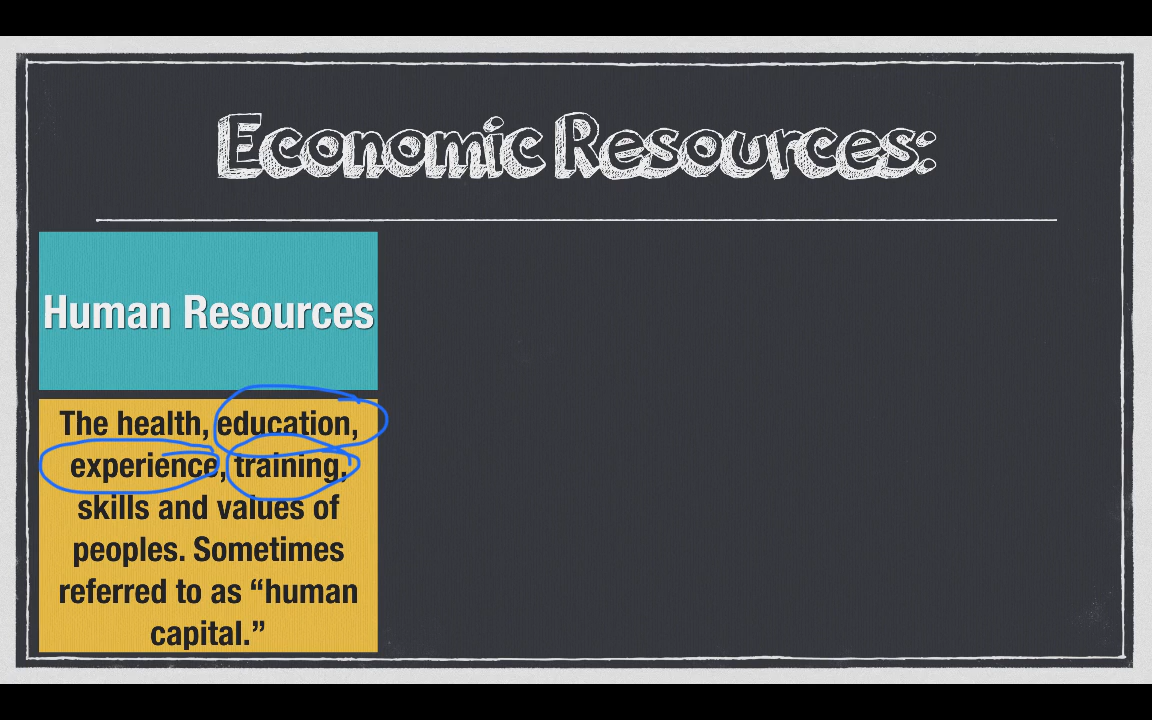 Economic Resources:
Human Resources
The health, education,
experience, training,
skills and values of
peoples. Sometimes
referred to as “human
capital.”